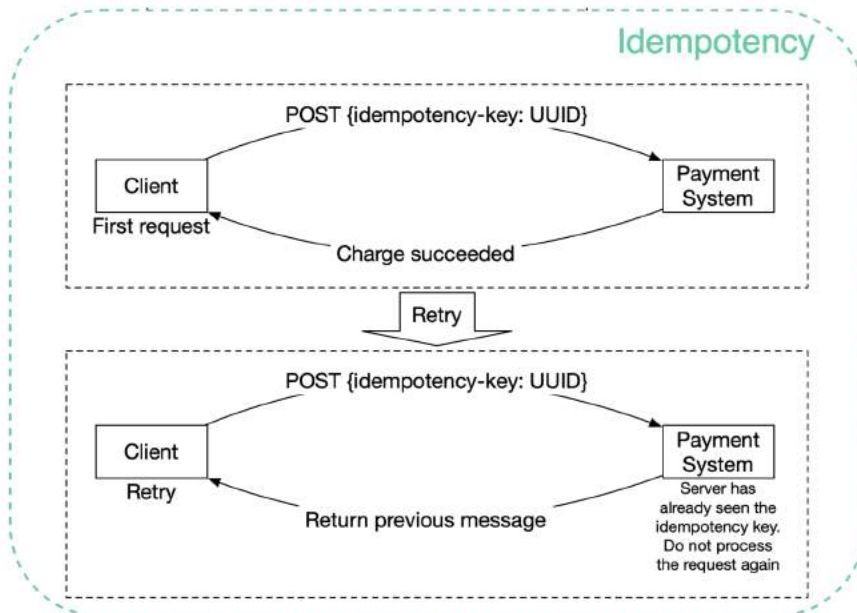 Idempotency
POST {idempotency-key: UUID}
Client
Payment
System
First request
Charge succeeded
Retry
POST {idempotency-key: UUID}
Client
Payment
System
Retry
Return previous message
Server has
already seen the
idempotency key.
Do not process
the request again